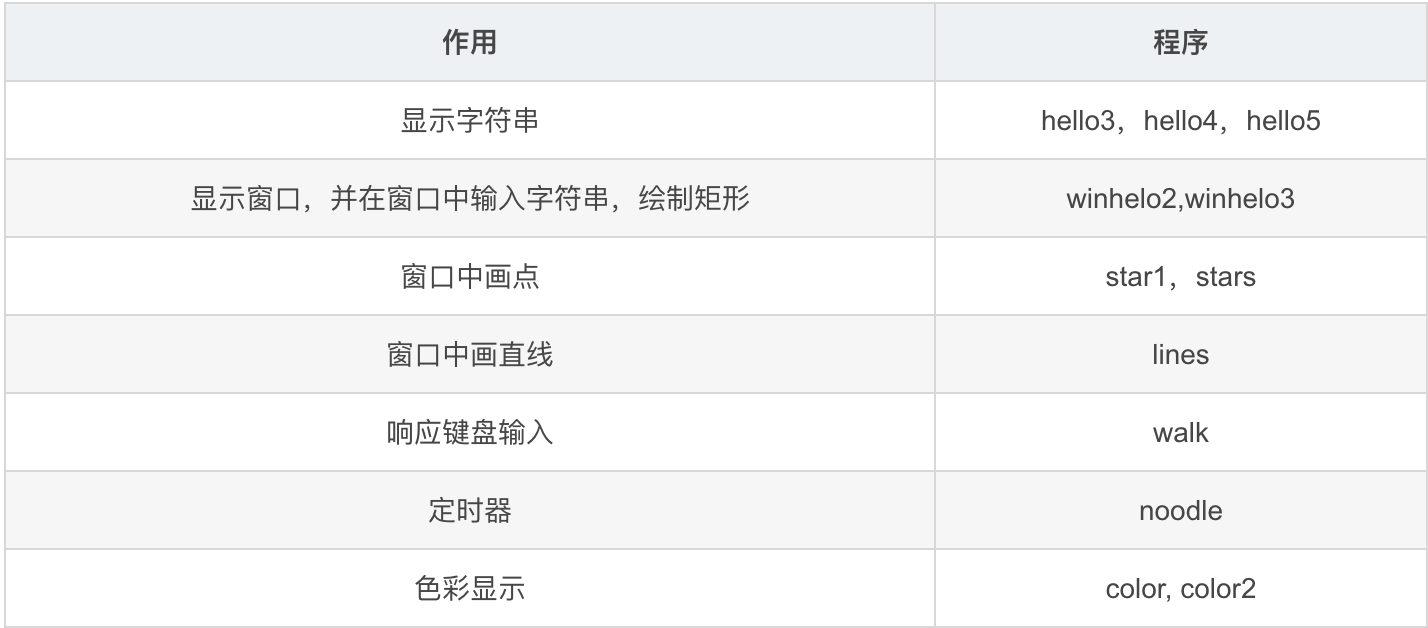 作用 程序
显示字符串 hello3，hello4，hello5
显示窗口，并在窗口中输入字符串，绘制矩形 winhelo2,winhelo3
窗口中画点 star1，stars
窗口中画直线 lines
响应键盘输入 walk
定时器 noodle
色彩显示 color, color2